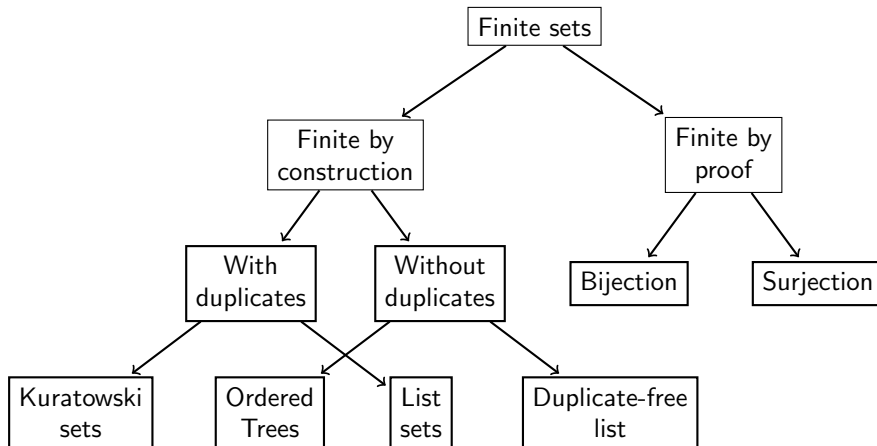 Finite sets
Finite by
construction
Finite by
proof
With
duplicates
Without
duplicates
Bijection
Surjection
Kuratowski
sets
Ordered
Trees
List
sets
Duplicate-free
list